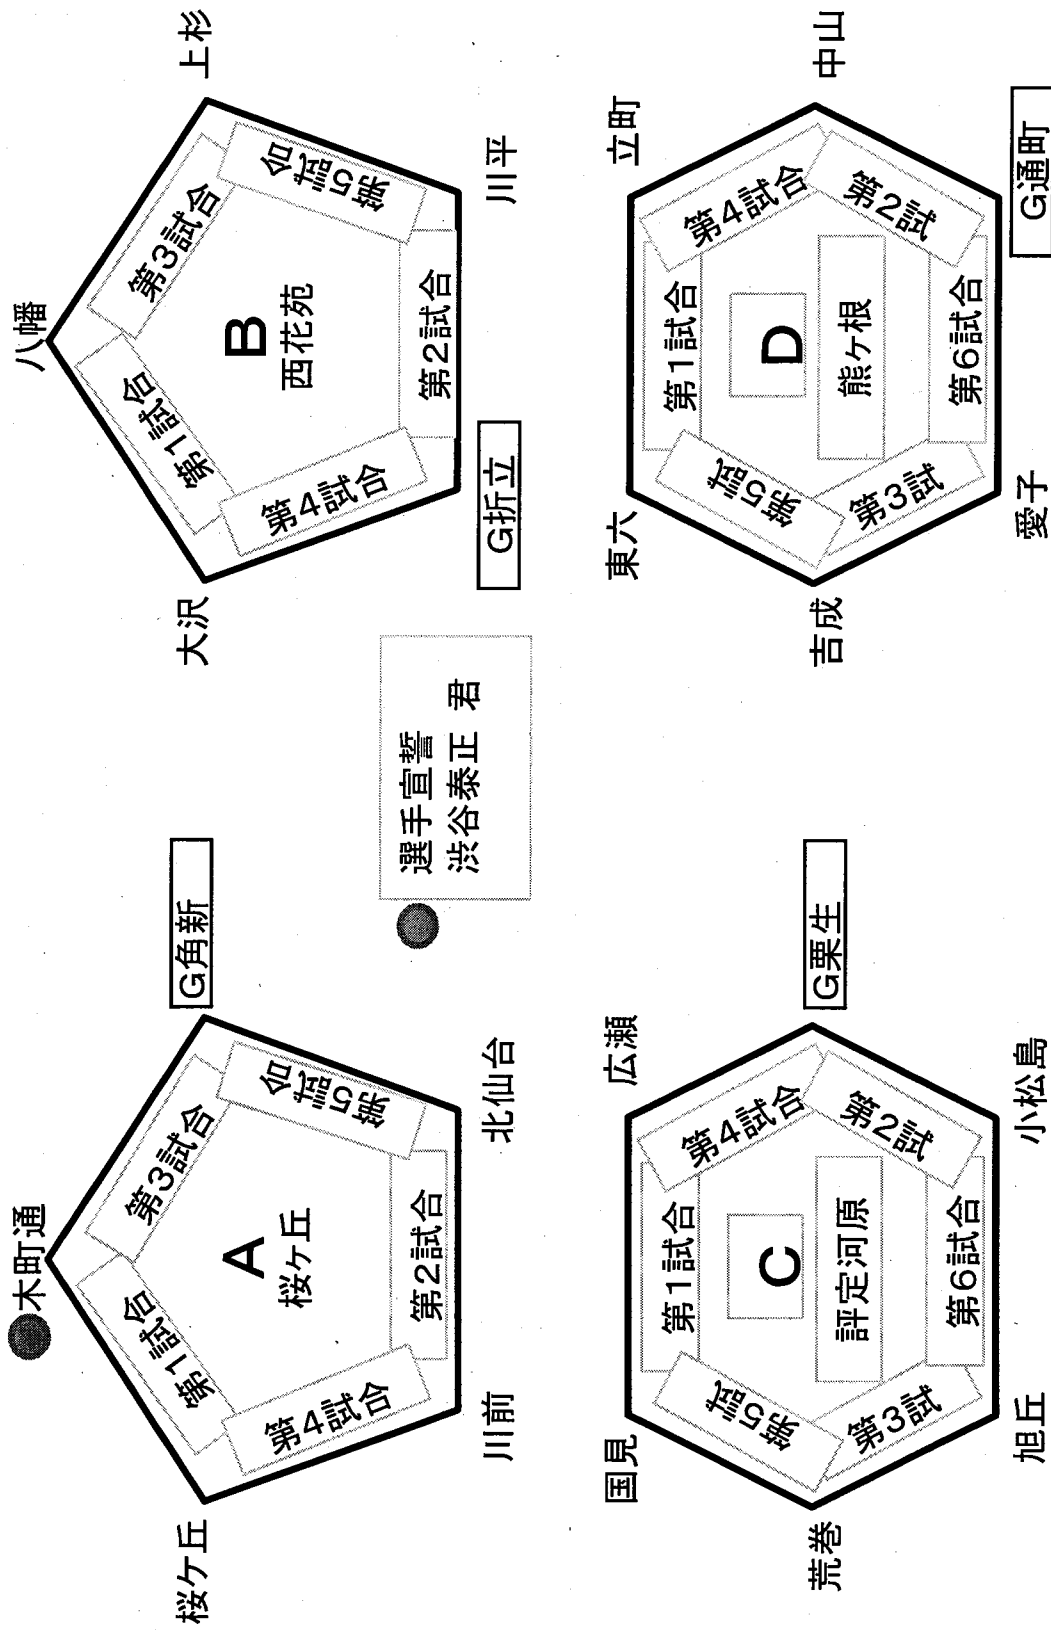 木町通
桜ケ丘
G角新
川前
北仙台
A
桜ヶ丘
第1試合
第3試合
第4試合
第5試合
第2試合
八幡
大沢
上杉
G折立
川平
B
西花苑
第1試合
第3試合
第4試合
第5試合
第2試合
選手宣誓
渋谷泰正 君
国見
広瀬
荒巻
G栗生
旭丘
小松島
C
評定河原
第1試合
第5試
第4試合
第3試
第2試
第6試合
東六
立町
吉成
中山
愛子
G通町
D
熊ヶ根
第1試合
第5試
第4試合
第3試
第2試
第6試合